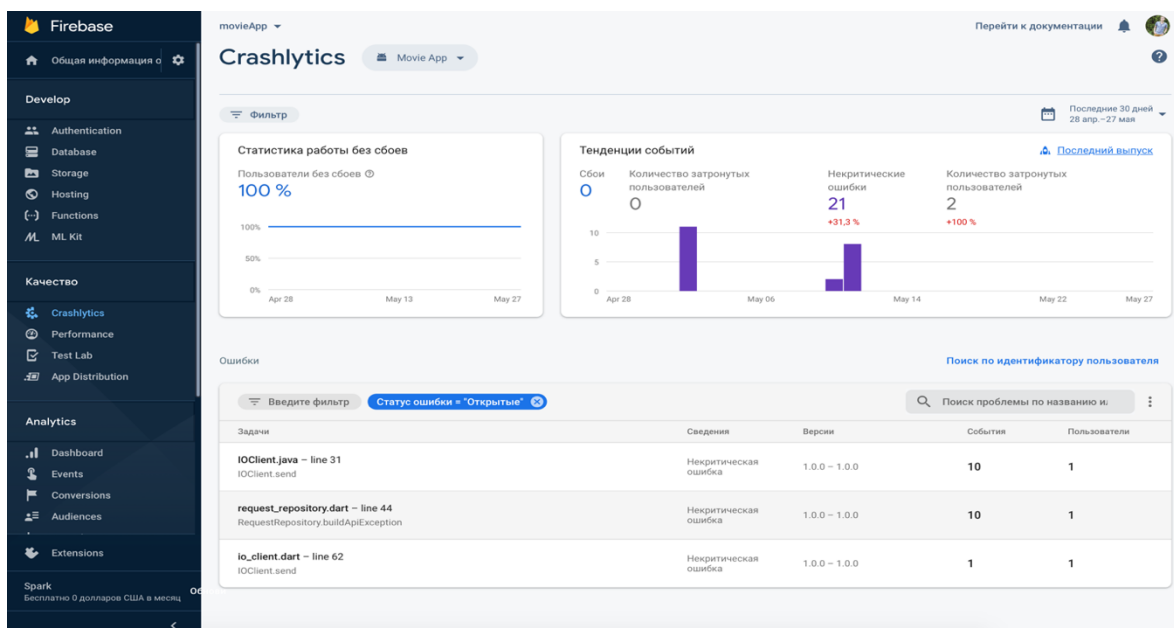 Firebase
Общая информация о
Develop
Authentication
Database
Storage
Hosting
Functions
ML Kit
Качество
Crashlytics
Performance
Test Lab
App Distribution
Analytics
Dashboard
Events
Conversions
Audiences
Extensions
Spark
Бесплатно 0 долларов США в месяц
Об
movieApp
Перейти к документации
Crashlytics
Movie App
Фильтр
Последние 30 дней
28 апр.–27 мая
Статистика работы без сбоев
Пользователи без сбоев
100 %
100%
50%
0%
Apr 28 May 13 May 27
Тенденции событий
Последний выпуск
Сбои
0
Количество затронутых
пользователей
0
Некритические
ошибки
21
+31,3 %
Количество затронутых
пользователей
2
+100 %
10
5
0
Apr 28 May 06 May 14 May 22 May 27
Ошибки
Поиск по идентификатору пользователя
Введите фильтр
Статус ошибки = "Открытые"
Поиск проблемы по названию и
Задачи Сведения Версии События Пользователи
IOClient.java – line 31
IOClient.send
Некритическая
ошибка
1.0.0 – 1.0.0
10
1
request_repository.dart – line 44
RequestRepository.buildApiException
Некритическая
ошибка
1.0.0 – 1.0.0
10
1
io_client.dart – line 62
IOClient.send
Некритическая
ошибка
1.0.0 – 1.0.0
1
1